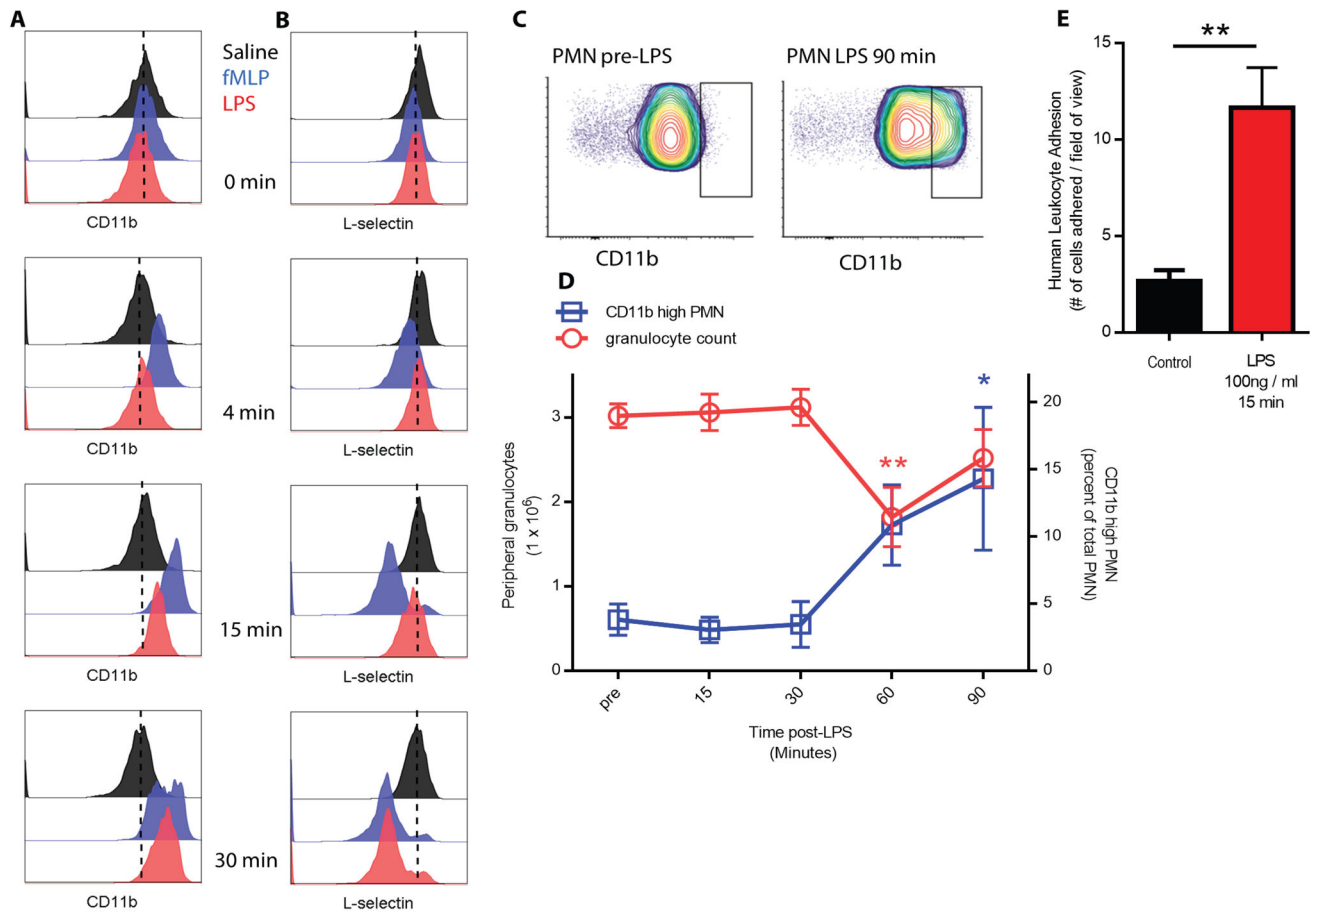 A
B
Saline
fMLP
LPS
0 min
CD11b
L-selectin
4 min
CD11b
L-selectin
15 min
CD11b
L-selectin
30 min
CD11b
L-selectin
C
PMN pre-LPS
PMN LPS 90 min
CD11b
CD11b
D
CD11b high PMN
granulocyte count
Peripheral granulocytes
(1 x 10⁶)
3
2
1
0
**
*
20
15
10
5
0
CD11b high PMN
(percent of total PMN)
pre
15
30
60
90
Time post-LPS
(Minutes)
E
**
Human Leukocyte Adhesion
(# of cells adhered / field of view)
15
10
5
0
Control
LPS
100ng / ml
15 min